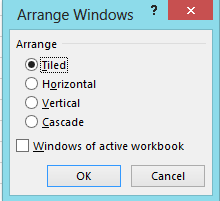 Arrange Windows ?
Arrange
Tiled
Horizontal
Vertical
Cascade
Windows of active workbook
OK Cancel